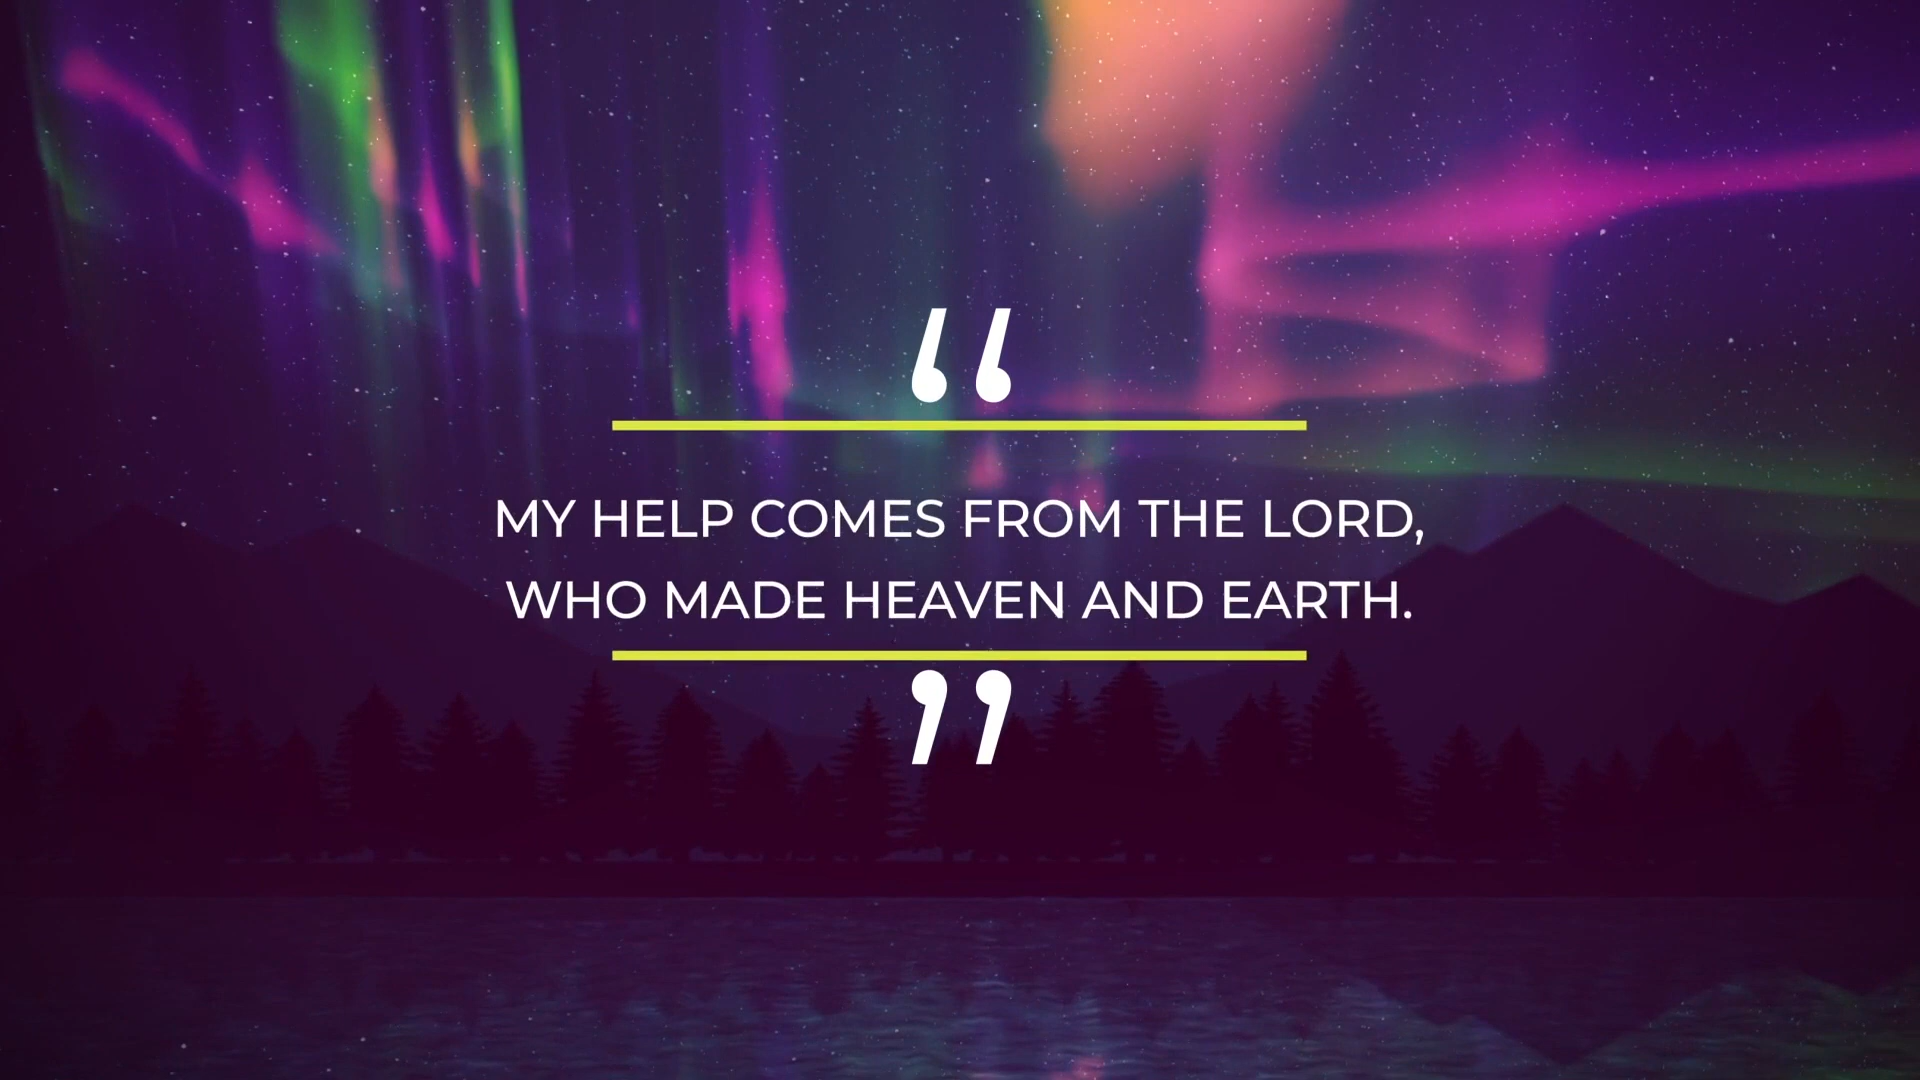 “
MY HELP COMES FROM THE LORD,
WHO MADE HEAVEN AND EARTH.
”